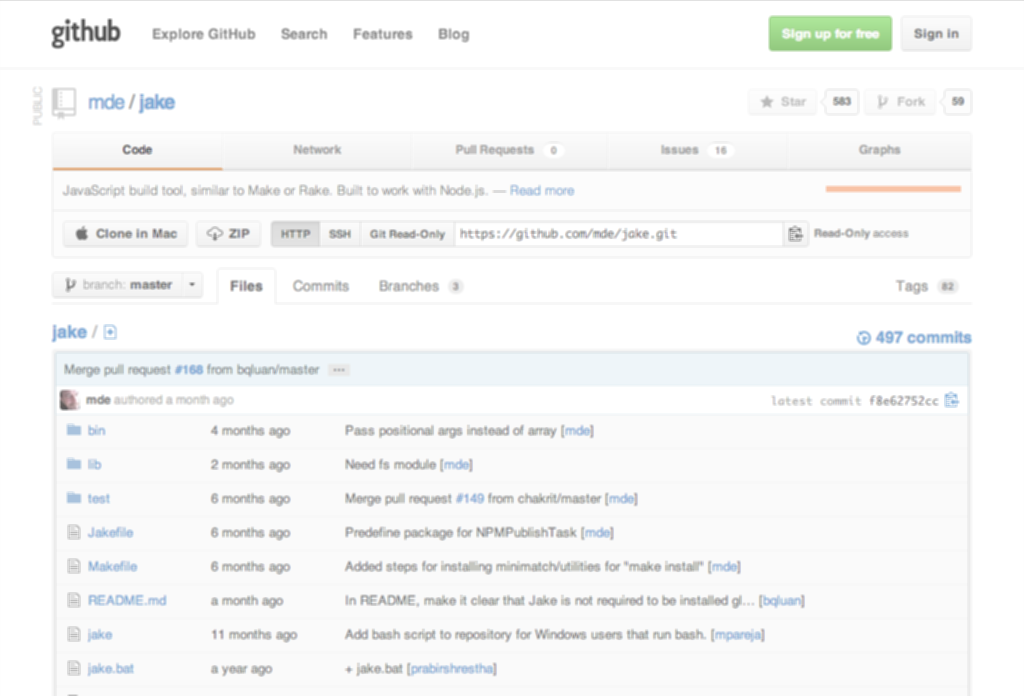 github Explore GitHub Search Features Blog Sign up for free Sign in
PUBLIC
mde / jake Star 583 Fork 59
Code Network Pull Requests 0 Issues 16 Graphs
JavaScript build tool, similar to Make or Rake. Built to work with Node.js. — Read more
Clone in Mac ZIP HTTP SSH Git Read-Only https://github.com/mde/jake.git Read-Only access
branch: master Files Commits Branches 3 Tags 82
jake / 497 commits
Merge pull request #168 from bqluan/master ...
mde authored a month ago latest commit f8e62752cc
bin 4 months ago Pass positional args instead of array [mde]
lib 2 months ago Need fs module [mde]
test 6 months ago Merge pull request #149 from chakrit/master [mde]
Jakefile 6 months ago Predefine package for NPMPublishTask [mde]
Makefile 6 months ago Added steps for installing minimatch/utilities for "make install" [mde]
README.md a month ago In README, make it clear that Jake is not required to be installed gl... [bqluan]
jake 11 months ago Add bash script to repository for Windows users that run bash. [mpareja]
jake.bat a year ago + jake.bat [prabirshrestha]